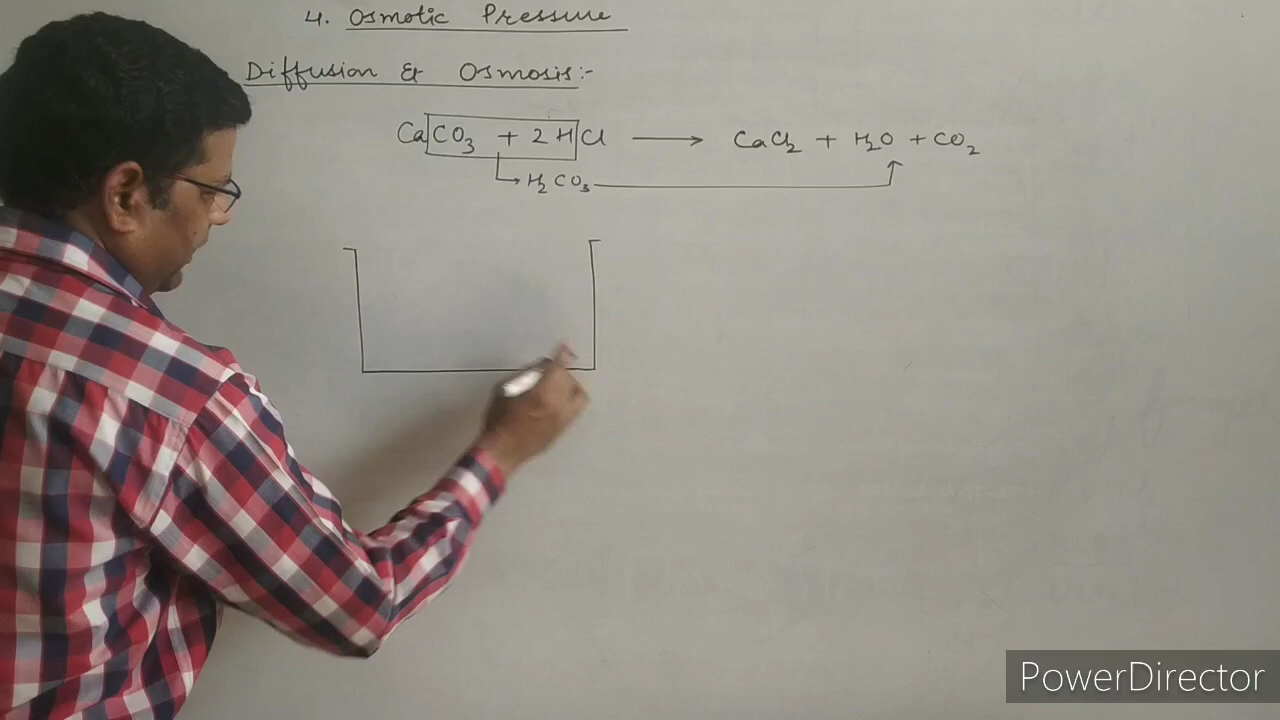 4. Osmotic Pressure
Diffusion & Osmosis:-
CaCO₃ + 2HCl ⟶ CaCl₂ + H₂O + CO₂
↳ H₂CO₃
PowerDirector